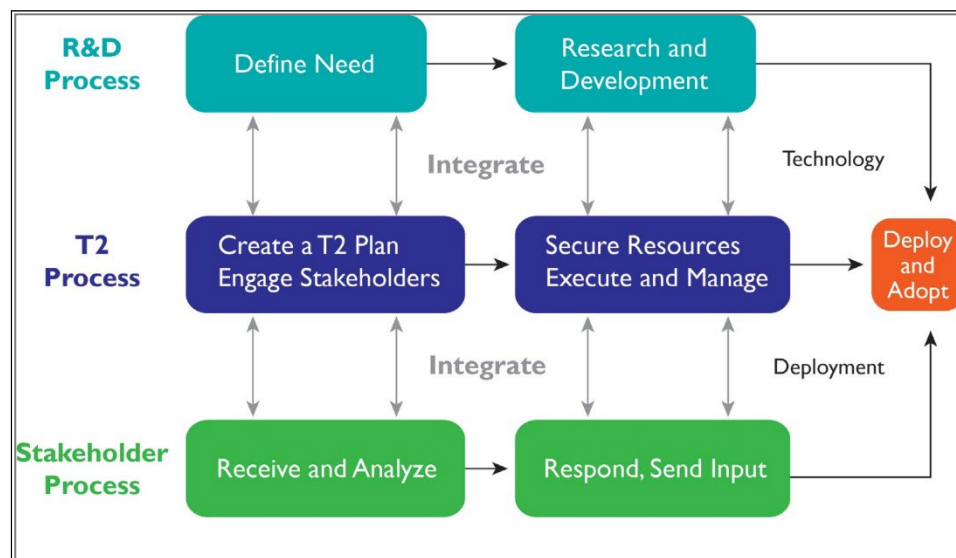 R&D
Process
Define Need
Research and
Development
Integrate
Technology
T2
Process
Create a T2 Plan
Engage Stakeholders
Secure Resources
Execute and Manage
Deploy
and
Adopt
Integrate
Deployment
Stakeholder
Process
Receive and Analyze
Respond, Send Input